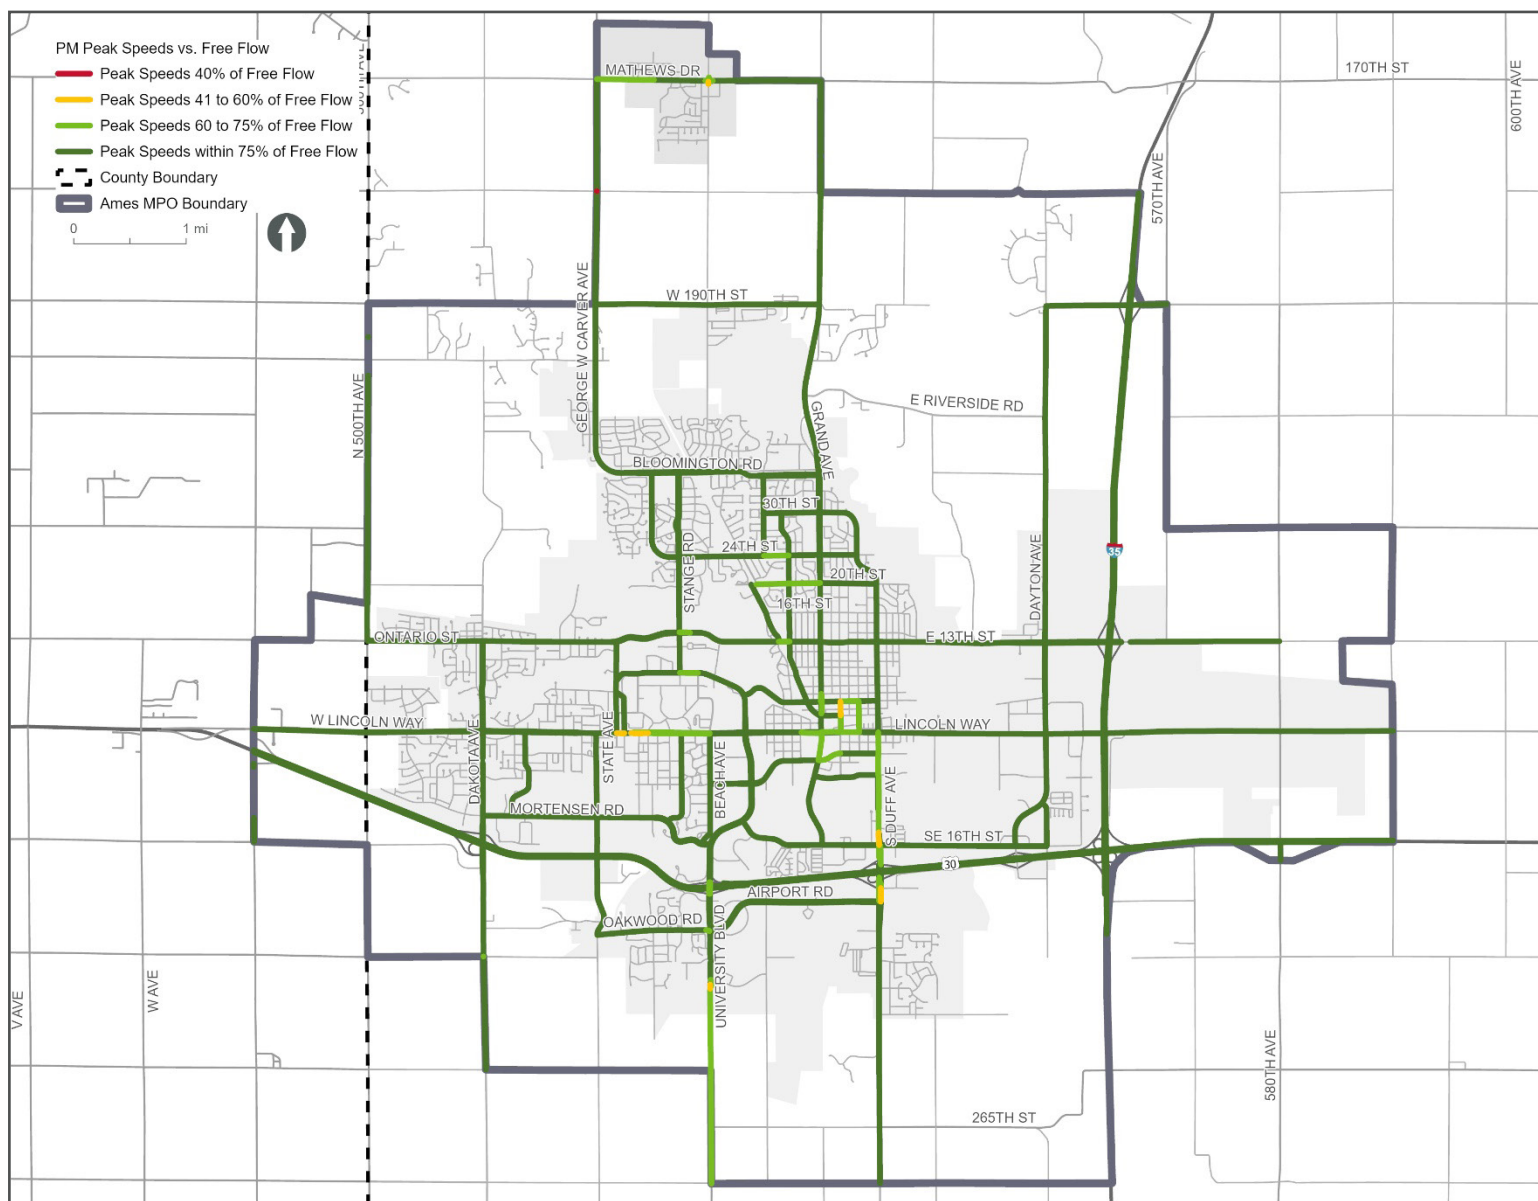 PM Peak Speeds vs. Free Flow
Peak Speeds 40% of Free Flow
Peak Speeds 41 to 60% of Free Flow
Peak Speeds 60 to 75% of Free Flow
Peak Speeds within 75% of Free Flow
County Boundary
Ames MPO Boundary
0 1 mi
MATHEWS DR
170TH ST
600TH AVE
570TH AVE
GEORGE W CARVER AVE
W 190TH ST
N 500TH AVE
E RIVERSIDE RD
GRAND AVE
BLOOMINGTON RD
30TH ST
24TH ST
STANGE RD
20TH ST
16TH ST
DAYTON AVE
35
ONTARIO ST
E 13TH ST
W LINCOLN WAY
LINCOLN WAY
DAKOTA AVE
STATE AVE
BEACH AVE
S DUFF AVE
MORTENSEN RD
SE 16TH ST
30
AIRPORT RD
OAKWOOD RD
UNIVERSITY BLVD
V AVE
W AVE
580TH AVE
265TH ST